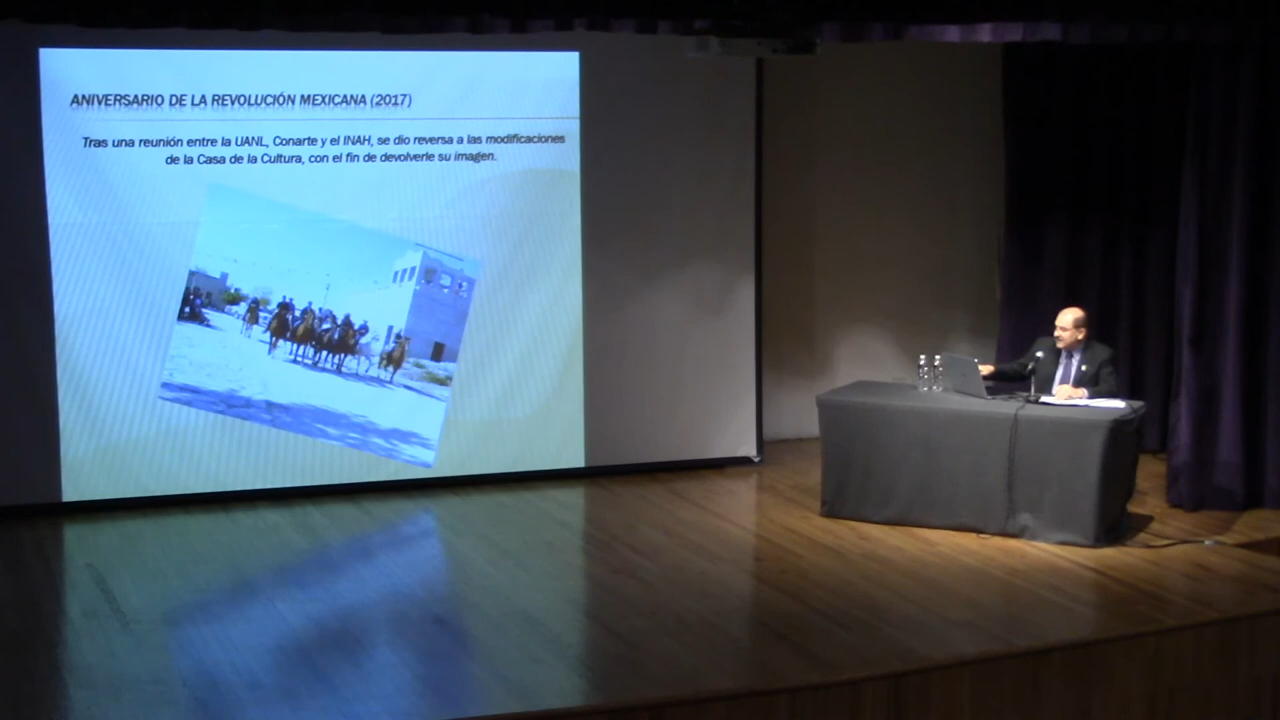 ANIVERSARIO DE LA REVOLUCIÓN MEXICANA (2017)
Tras una reunión entre la UANL, Conarte y el INAH, se dio reversa a las modificaciones
de la Casa de la Cultura, con el fin de devolverle su imagen.